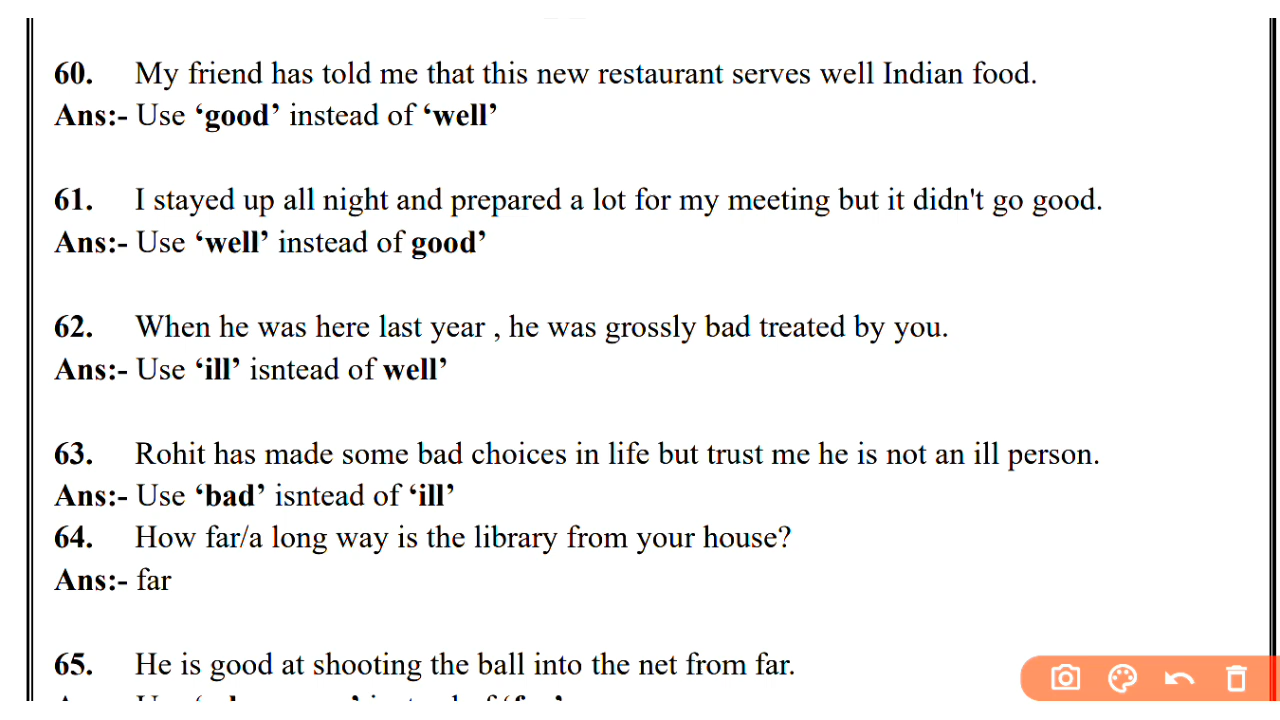 60. My friend has told me that this new restaurant serves well Indian food.
Ans:- Use ‘good’ instead of ‘well’
61. I stayed up all night and prepared a lot for my meeting but it didn't go good.
Ans:- Use ‘well’ instead of good’
62. When he was here last year , he was grossly bad treated by you.
Ans:- Use ‘ill’ isntead of well’
63. Rohit has made some bad choices in life but trust me he is not an ill person.
Ans:- Use ‘bad’ isntead of ‘ill’
64. How far/a long way is the library from your house?
Ans:- far
65. He is good at shooting the ball into the net from far.